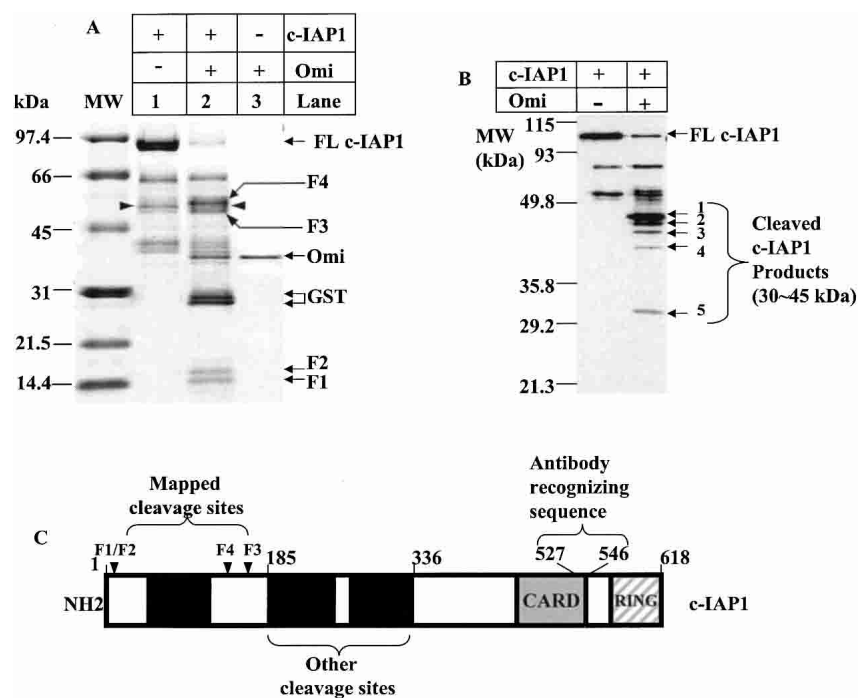 A
+ + - c-IAP1
- + + Omi
kDa MW 1 2 3 Lane
97.4 FL c-IAP1
66 F4
F3
45
Omi
31 GST
21.5
F2
14.4 F1
B
c-IAP1 + +
Omi - +
MW (kDa)
115 FL c-IAP1
93
49.8
1
2
3
4
5
Cleaved
c-IAP1
Products
(30~45 kDa)
35.8
29.2
21.3
C
Mapped
cleavage sites
Antibody
recognizing
sequence
F1/F2 F4 F3
1 185 336 527 546 618
NH2 CARD RING c-IAP1
Other
cleavage sites